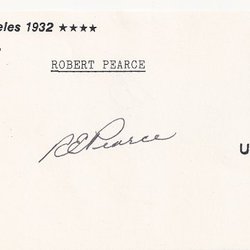 eles 1932 ★★★★
ROBERT PEARCE
R E Pearce
U